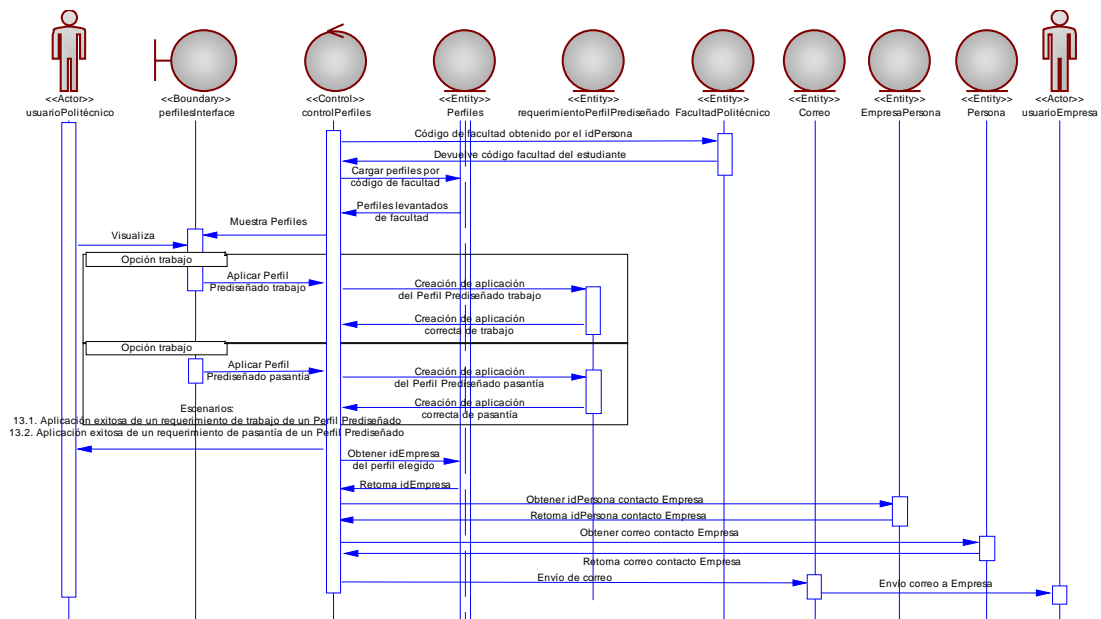 <<Actor>>
usuarioPolitécnico
<<Boundary>>
perfilesInterface
<<Control>>
controlPerfiles
<<Entity>>
Perfiles
<<Entity>>
requerimientoPerfilPrediseñado
<<Entity>>
FacultadPolitécnico
<<Entity>>
Correo
<<Entity>>
EmpresaPersona
<<Entity>>
Persona
<<Actor>>
usuarioEmpresa
Código de facultad obtenido por el idPersona
Devuelve código facultad del estudiante
Cargar perfiles por
código de facultad
Perfiles levantados
de facultad
Muestra Perfiles
Visualiza
Opción trabajo
Aplicar Perfil
Prediseñado trabajo
Creación de aplicación
del Perfil Prediseñado trabajo
Creación de aplicación
correcta de trabajo
Opción trabajo
Aplicar Perfil
Prediseñado pasantía
Creación de aplicación
del Perfil Prediseñado pasantía
Creación de aplicación
correcta de pasantía
Escenarios:
13.1. Aplicación exitosa de un requerimiento de trabajo de un Perfil Prediseñado
13.2. Aplicación exitosa de un requerimiento de pasantía de un Perfil Prediseñado
Obtener idEmpresa
del perfil elegido
Retorna idEmpresa
Obtener idPersona contacto Empresa
Retorna idPersona contacto Empresa
Obtener correo contacto Empresa
Retorna correo contacto Empresa
Envío de correo
Envío correo a Empresa